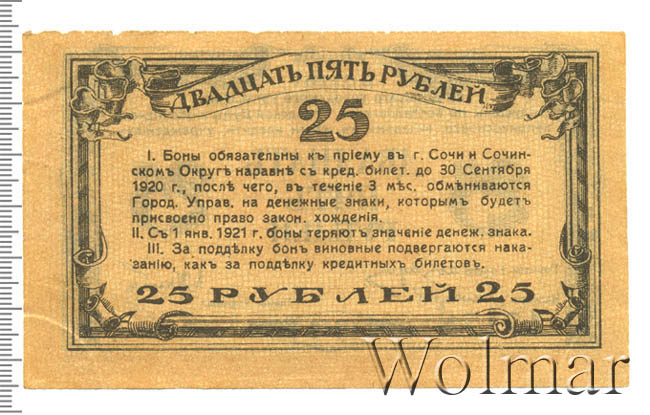 ДВАДЦАТЬ ПЯТЬ РУБЛЕЙ
25
I. Боны обязательны къ пріему въ г. Сочи и Сочин-
скомъ Округѣ наравнѣ съ кред. билет. до 30 Сентября
1920 г., послѣ чего, въ теченіе 3 мѣс. обмѣниваются
Город. Управ. на денежные знаки, которымъ будетъ
присвоено право закон. хожденія.
II. Съ 1 янв. 1921 г. боны теряютъ значеніе денеж. знака.
III. За поддѣлку бонъ виновные подвергаются нака-
занію, какъ за поддѣлку кредитныхъ билетовъ.
25 РУБЛЕЙ 25
Wolmar